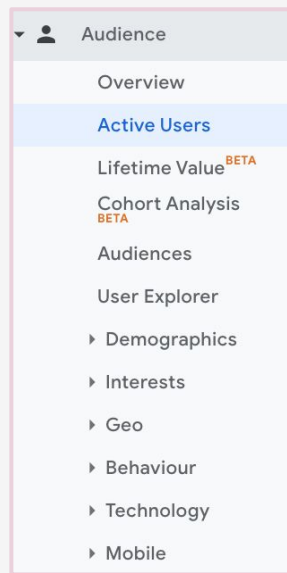 Audience
Overview
Active Users
Lifetime Value BETA
Cohort Analysis
BETA
Audiences
User Explorer
Demographics
Interests
Geo
Behaviour
Technology
Mobile